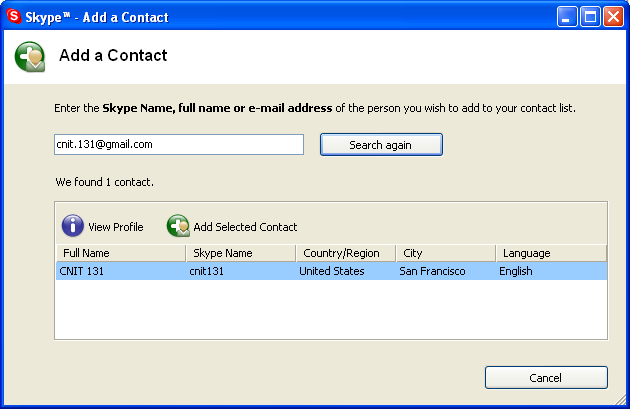 Skype™ - Add a Contact
Add a Contact
Enter the Skype Name, full name or e-mail address of the person you wish to add to your contact list.
cnit.131@gmail.com Search again
We found 1 contact.
View Profile Add Selected Contact
Full Name Skype Name Country/Region City Language
CNIT 131 cnit131 United States San Francisco English
Cancel